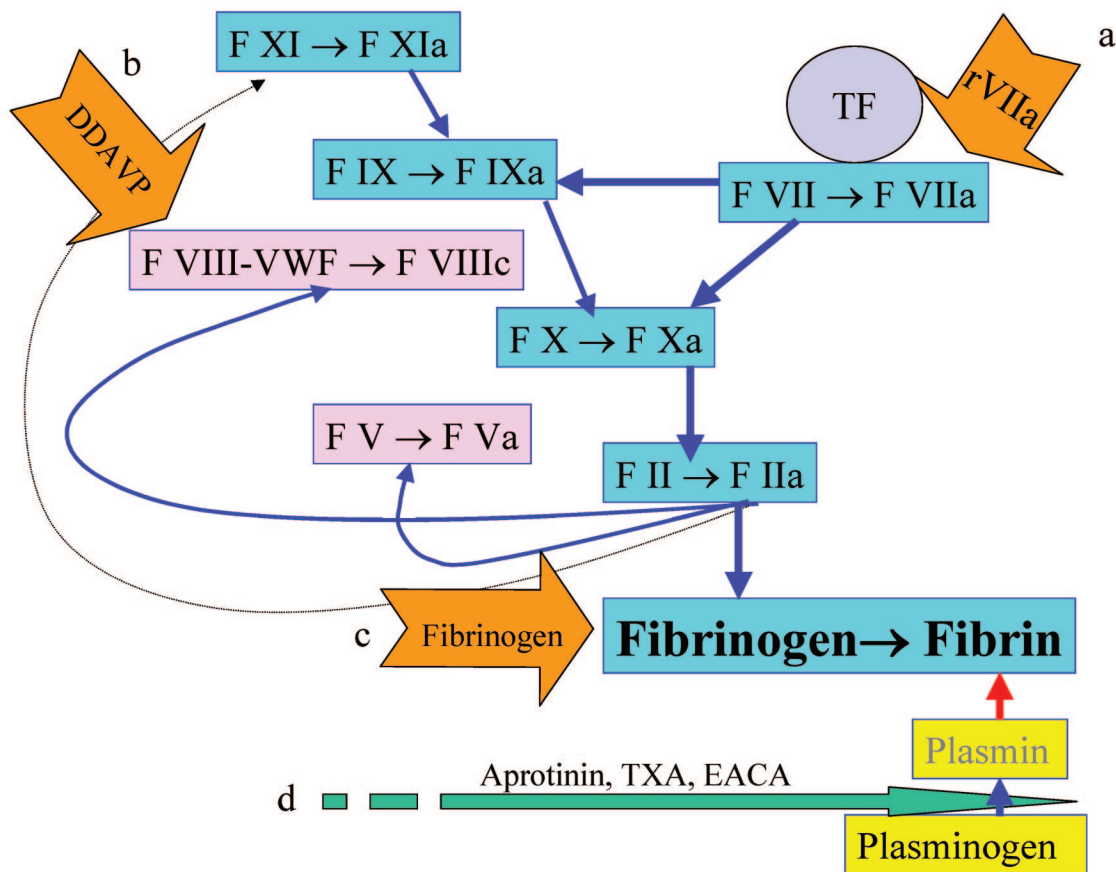 a
b
F XI → F XIa
rVIIa
TF
DDAVP
F IX → F IXa
F VII → F VIIa
F VIII-VWF → F VIIIc
F X → F Xa
F V → F Va
F II → F IIa
c
Fibrinogen
Fibrinogen→ Fibrin
Plasmin
Aprotinin, TXA, EACA
d
Plasminogen